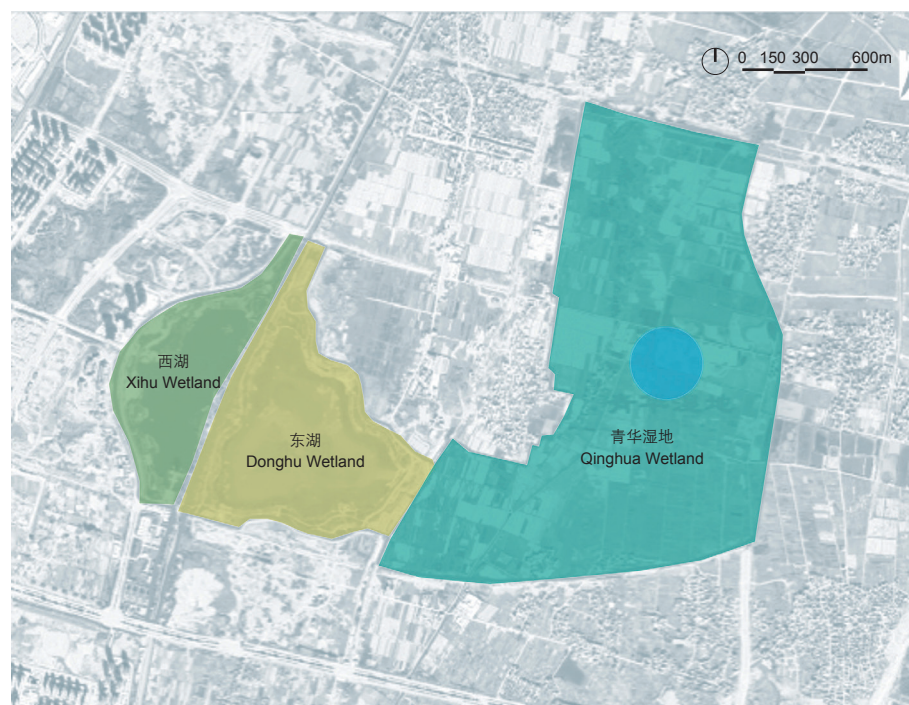 0 150 300 600m
西湖
Xihu Wetland
东湖
Donghu Wetland
青华湿地
Qinghua Wetland